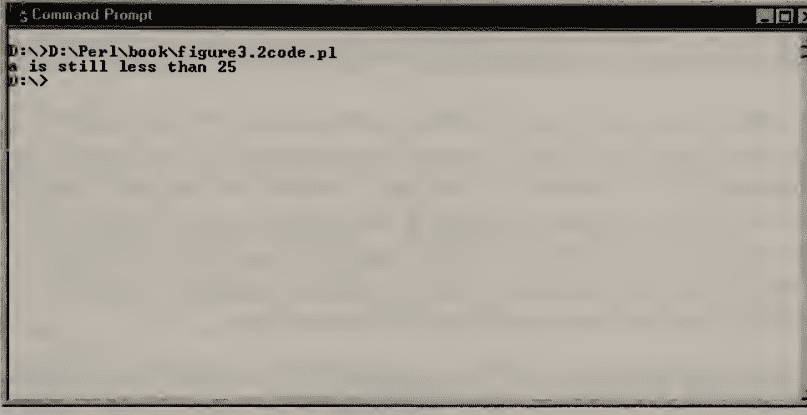 Command Prompt
D:\>D:\Perl\book\figure3.2code.pl
a is still less than 25
D:\>